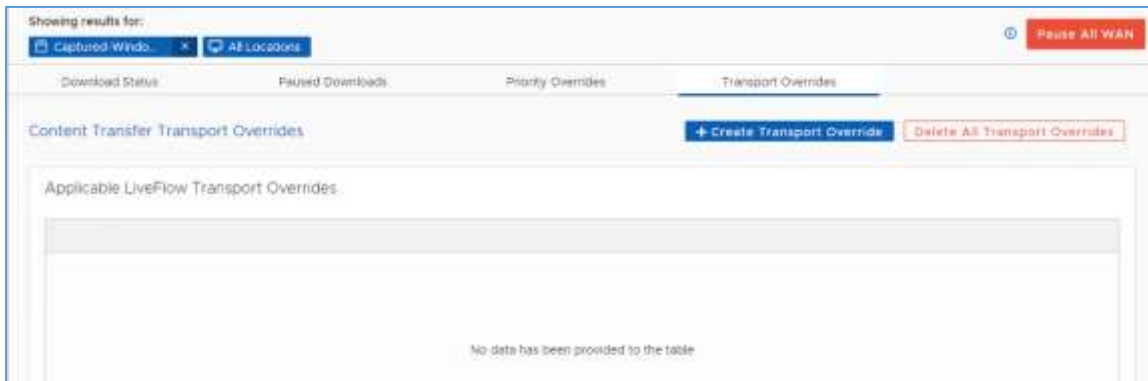 Showing results for:
Captured-Windo... × All Locations
Pause All WAN
Download Status Paused Downloads Priority Overrides Transport Overrides
Content Transfer Transport Overrides
+ Create Transport Override Delete All Transport Overrides
Applicable LiveFlow Transport Overrides
No data has been provided to the table